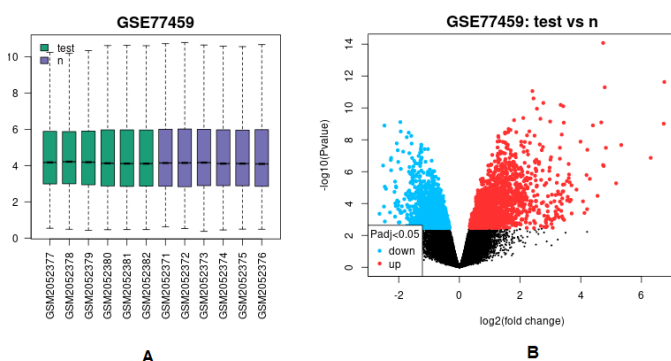 GSE77459
test
n
10
8
6
4
2
0
GSM2052377
GSM2052378
GSM2052379
GSM2052380
GSM2052381
GSM2052382
GSM2052371
GSM2052372
GSM2052373
GSM2052374
GSM2052375
GSM2052376
A
GSE77459: test vs n
-log10(Pvalue)
14
12
10
8
6
4
2
0
Padj<0.05
down
up
-2
0
2
4
6
log2(fold change)
B